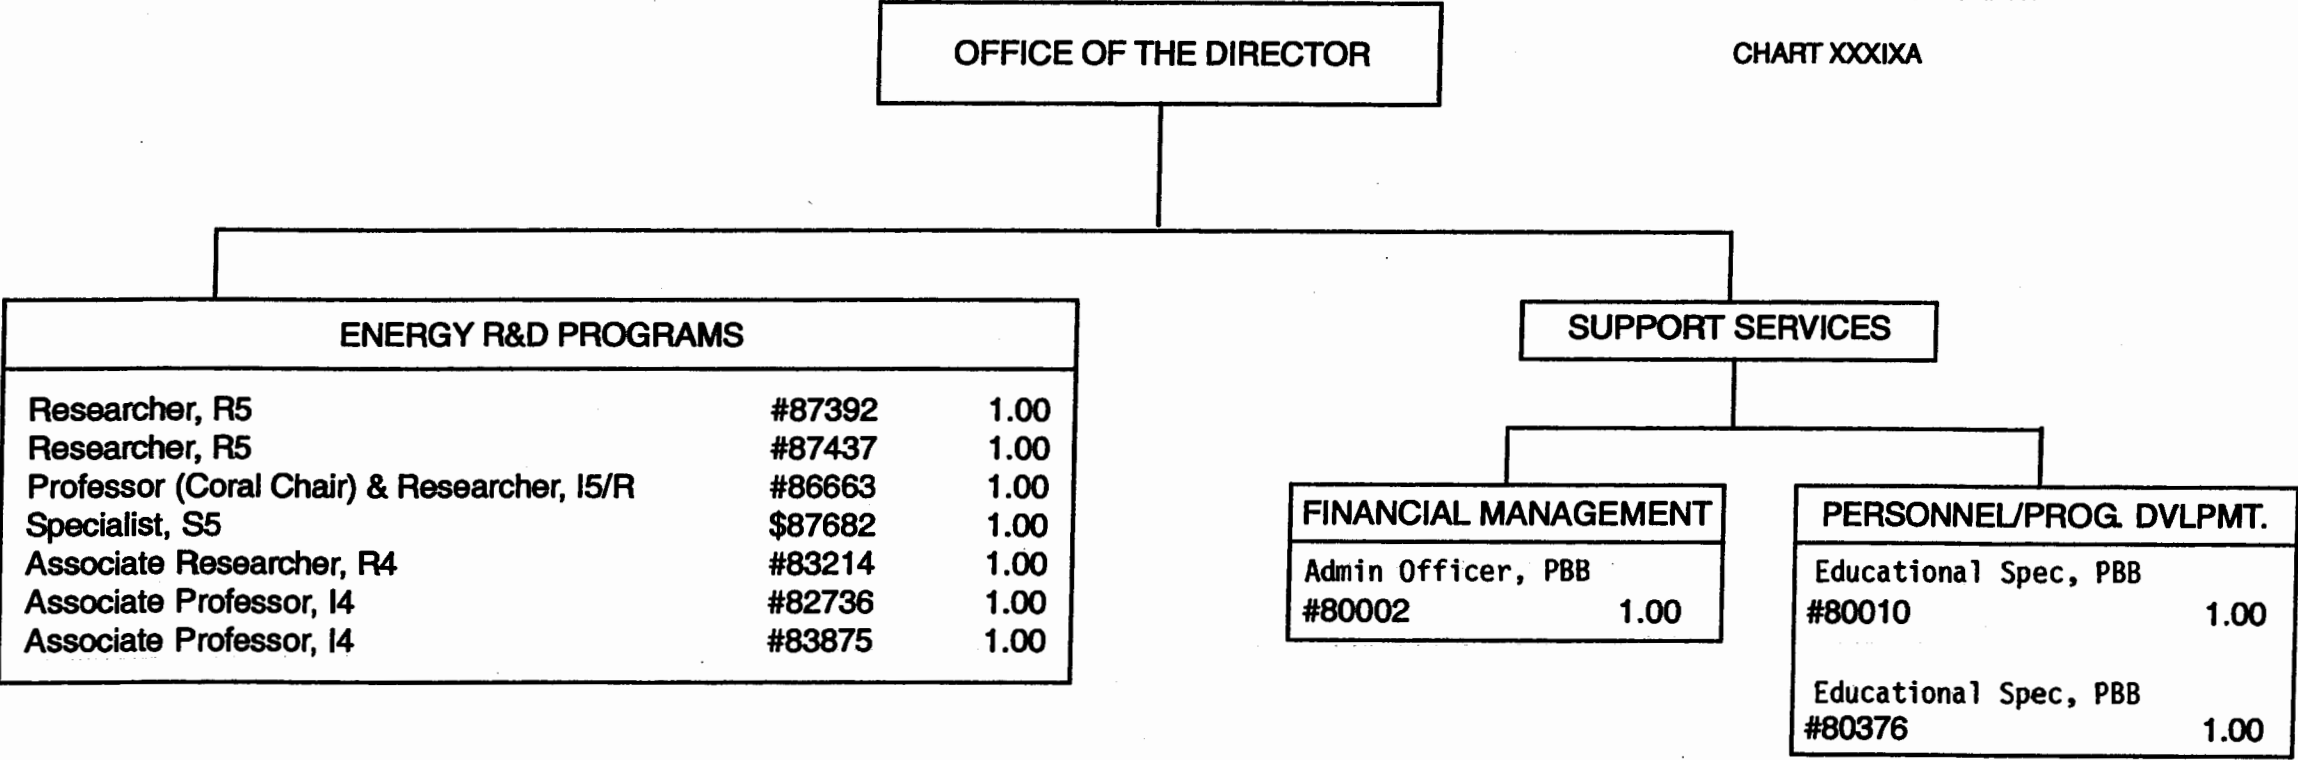 OFFICE OF THE DIRECTOR
CHART XXXIXA
ENERGY R&D PROGRAMS
Researcher, R5 #87392 1.00
Researcher, R5 #87437 1.00
Professor (Coral Chair) & Researcher, I5/R #86663 1.00
Specialist, S5 $87682 1.00
Associate Researcher, R4 #83214 1.00
Associate Professor, I4 #82736 1.00
Associate Professor, I4 #83875 1.00
SUPPORT SERVICES
FINANCIAL MANAGEMENT
Admin Officer, PBB
#80002 1.00
PERSONNEL/PROG. DVLPMT.
Educational Spec, PBB
#80010 1.00
Educational Spec, PBB
#80376 1.00